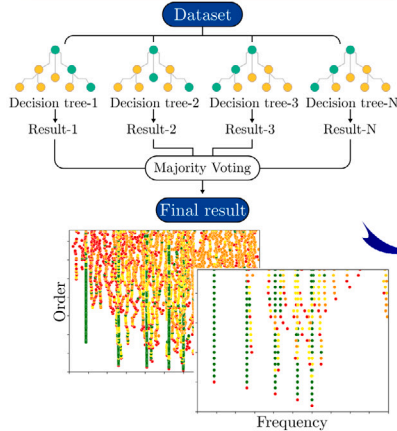 Dataset
Decision tree-1 Decision tree-2 Decision tree-3 Decision tree-N
Result-1 Result-2 Result-3 Result-N
Majority Voting
Final result
Order
Frequency